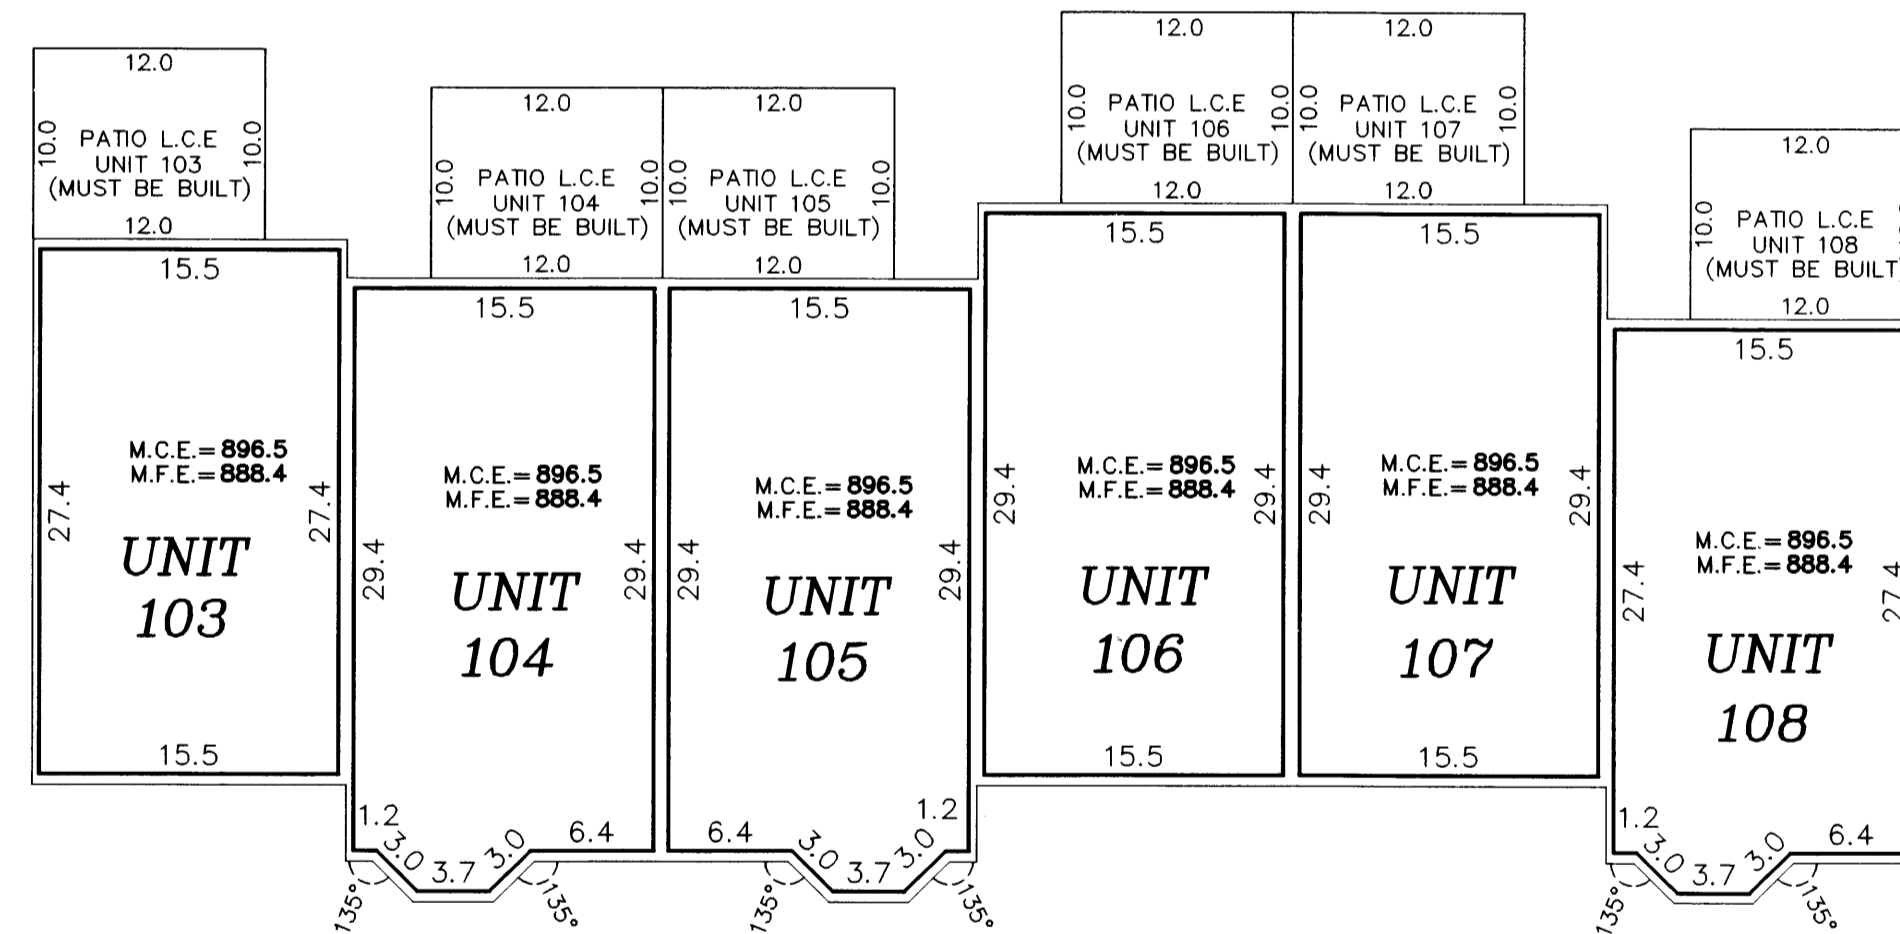 12.0
10.0
PATIO L.C.E
UNIT 103
(MUST BE BUILT)
10.0
12.0
15.5
M.C.E.= 896.5
M.F.E.= 888.4
27.4
27.4
UNIT
103
15.5
12.0
10.0
PATIO L.C.E
UNIT 104
(MUST BE BUILT)
10.0
12.0
15.5
M.C.E.= 896.5
M.F.E.= 888.4
29.4
29.4
UNIT
104
1.2
3.0
3.7
3.0
6.4
135°
135°
12.0
10.0
PATIO L.C.E
UNIT 105
(MUST BE BUILT)
10.0
12.0
15.5
M.C.E.= 896.5
M.F.E.= 888.4
29.4
29.4
UNIT
105
6.4
3.0
3.7
3.0
1.2
135°
135°
12.0
10.0
PATIO L.C.E
UNIT 106
(MUST BE BUILT)
10.0
12.0
15.5
M.C.E.= 896.5
M.F.E.= 888.4
29.4
29.4
UNIT
106
15.5
12.0
10.0
PATIO L.C.E
UNIT 107
(MUST BE BUILT)
10.0
12.0
15.5
M.C.E.= 896.5
M.F.E.= 888.4
29.4
29.4
UNIT
107
15.5
12.0
10.0
PATIO L.C.E
UNIT 108
(MUST BE BUILT)
12.0
15.5
M.C.E.= 896.5
M.F.E.= 888.4
27.4
27.4
UNIT
108
1.2
3.0
3.7
3.0
6.4
135°
135°